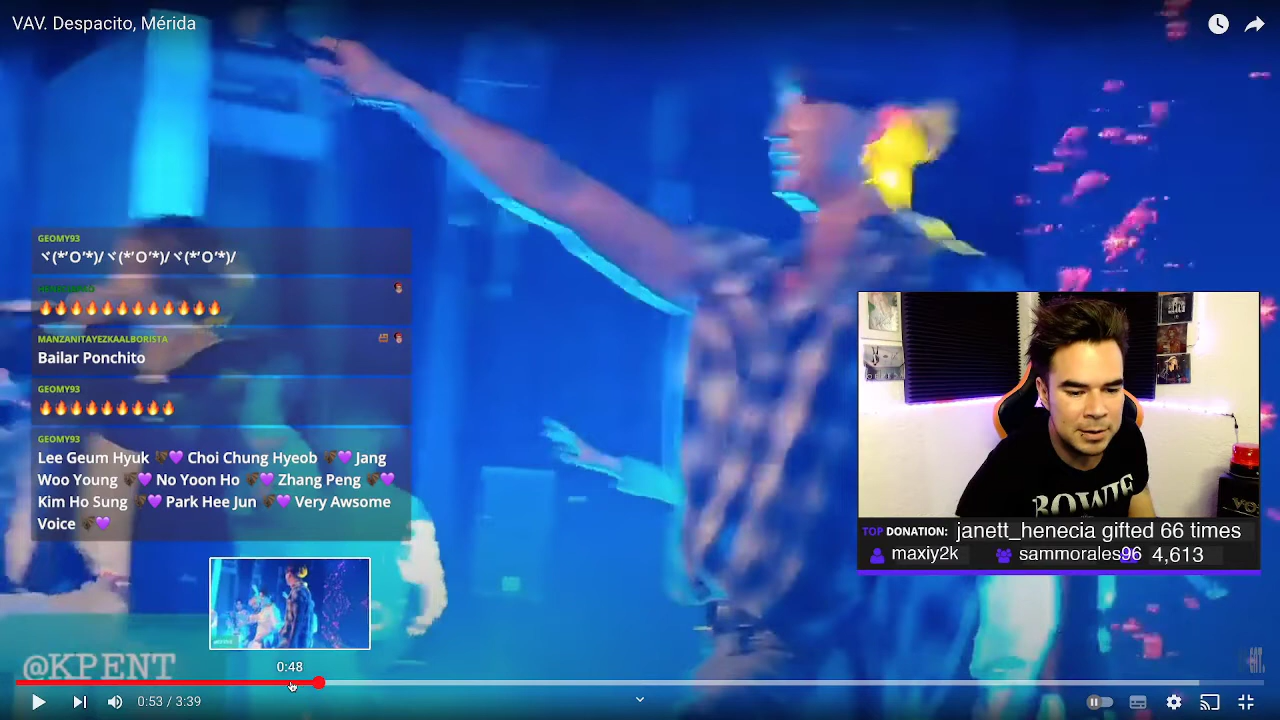 VAV. Despacito, Mérida
GEOMY93
ヾ(*'O'*)/ヾ(*'O'*)/ヾ(*'O'*)/
🔥🔥🔥🔥🔥🔥🔥🔥🔥🔥🔥🔥
MANZANITAYEZKAALBORISTA
Bailar Ponchito
GEOMY93
🔥🔥🔥🔥🔥🔥🔥🔥🔥
GEOMY93
Lee Geum Hyuk 💜 Choi Chung Hyeob 💜 Jang
Woo Young 💜 No Yoon Ho 💜 Zhang Peng 💜
Kim Ho Sung 💜 Park Hee Jun 💜 Very Awsome
Voice 💜
BOWIE
TOP DONATION: janett_henecia gifted 66 times
maxiy2k sammorales96 4,613
@KPENT
0:48
0:53 / 3:39